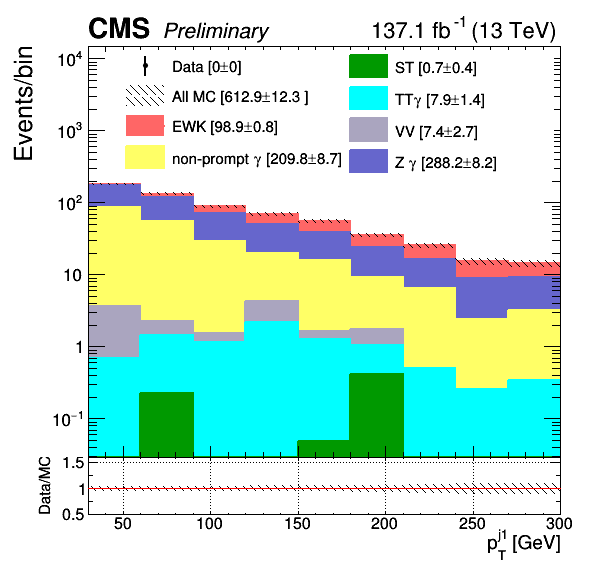 CMS Preliminary 137.1 fb⁻¹ (13 TeV)
Events/bin
10⁴
10³
10²
10
1
10⁻¹
Data [0±0]
All MC [612.9±12.3 ]
EWK [98.9±0.8]
non-prompt γ [209.8±8.7]
ST [0.7±0.4]
TTγ [7.9±1.4]
VV [7.4±2.7]
Z γ [288.2±8.2]
Data/MC
1.5
1
0.5
50 100 150 200 250 300
p_T^j1 [GeV]